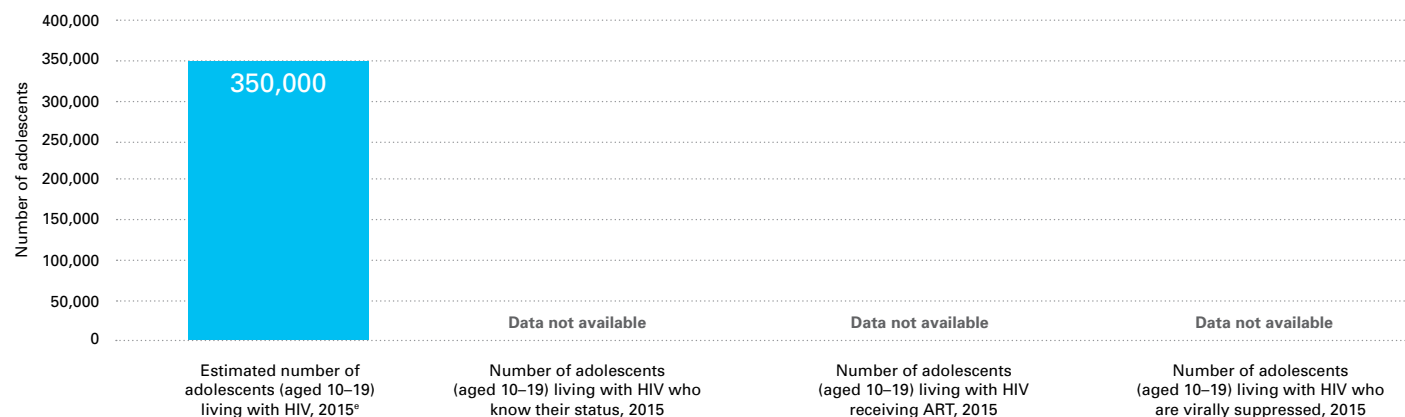 400,000
350,000
300,000
250,000
200,000
150,000
100,000
50,000
0
Number of adolescents
350,000
Data not available
Data not available
Data not available
Estimated number of
adolescents (aged 10–19)
living with HIV, 2015ᵉ
Number of adolescents
(aged 10–19) living with HIV who
know their status, 2015
Number of adolescents
(aged 10–19) living with HIV
receiving ART, 2015
Number of adolescents
(aged 10–19) living with HIV who
are virally suppressed, 2015